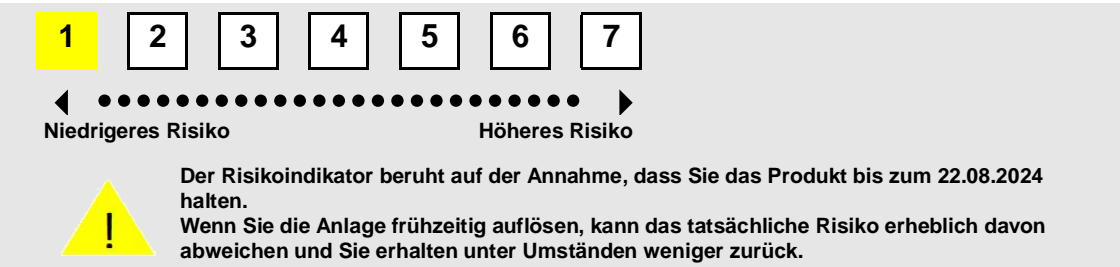 1 2 3 4 5 6 7
Niedrigeres Risiko Höheres Risiko
Der Risikoindikator beruht auf der Annahme, dass Sie das Produkt bis zum 22.08.2024
halten.
Wenn Sie die Anlage frühzeitig auflösen, kann das tatsächliche Risiko erheblich davon
abweichen und Sie erhalten unter Umständen weniger zurück.
!